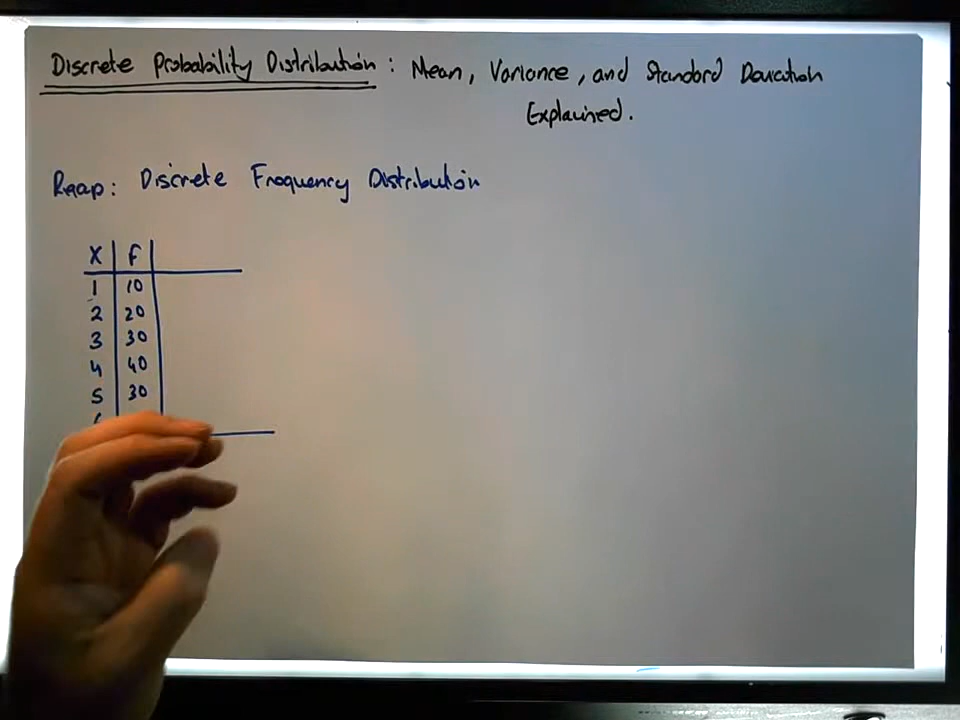 Discrete Probability Distribution : Mean, Variance, and Standard Deviation
Explained.
Recap: Discrete Frequency Distribution
X F
1 10
2 20
3 30
4 40
5 30